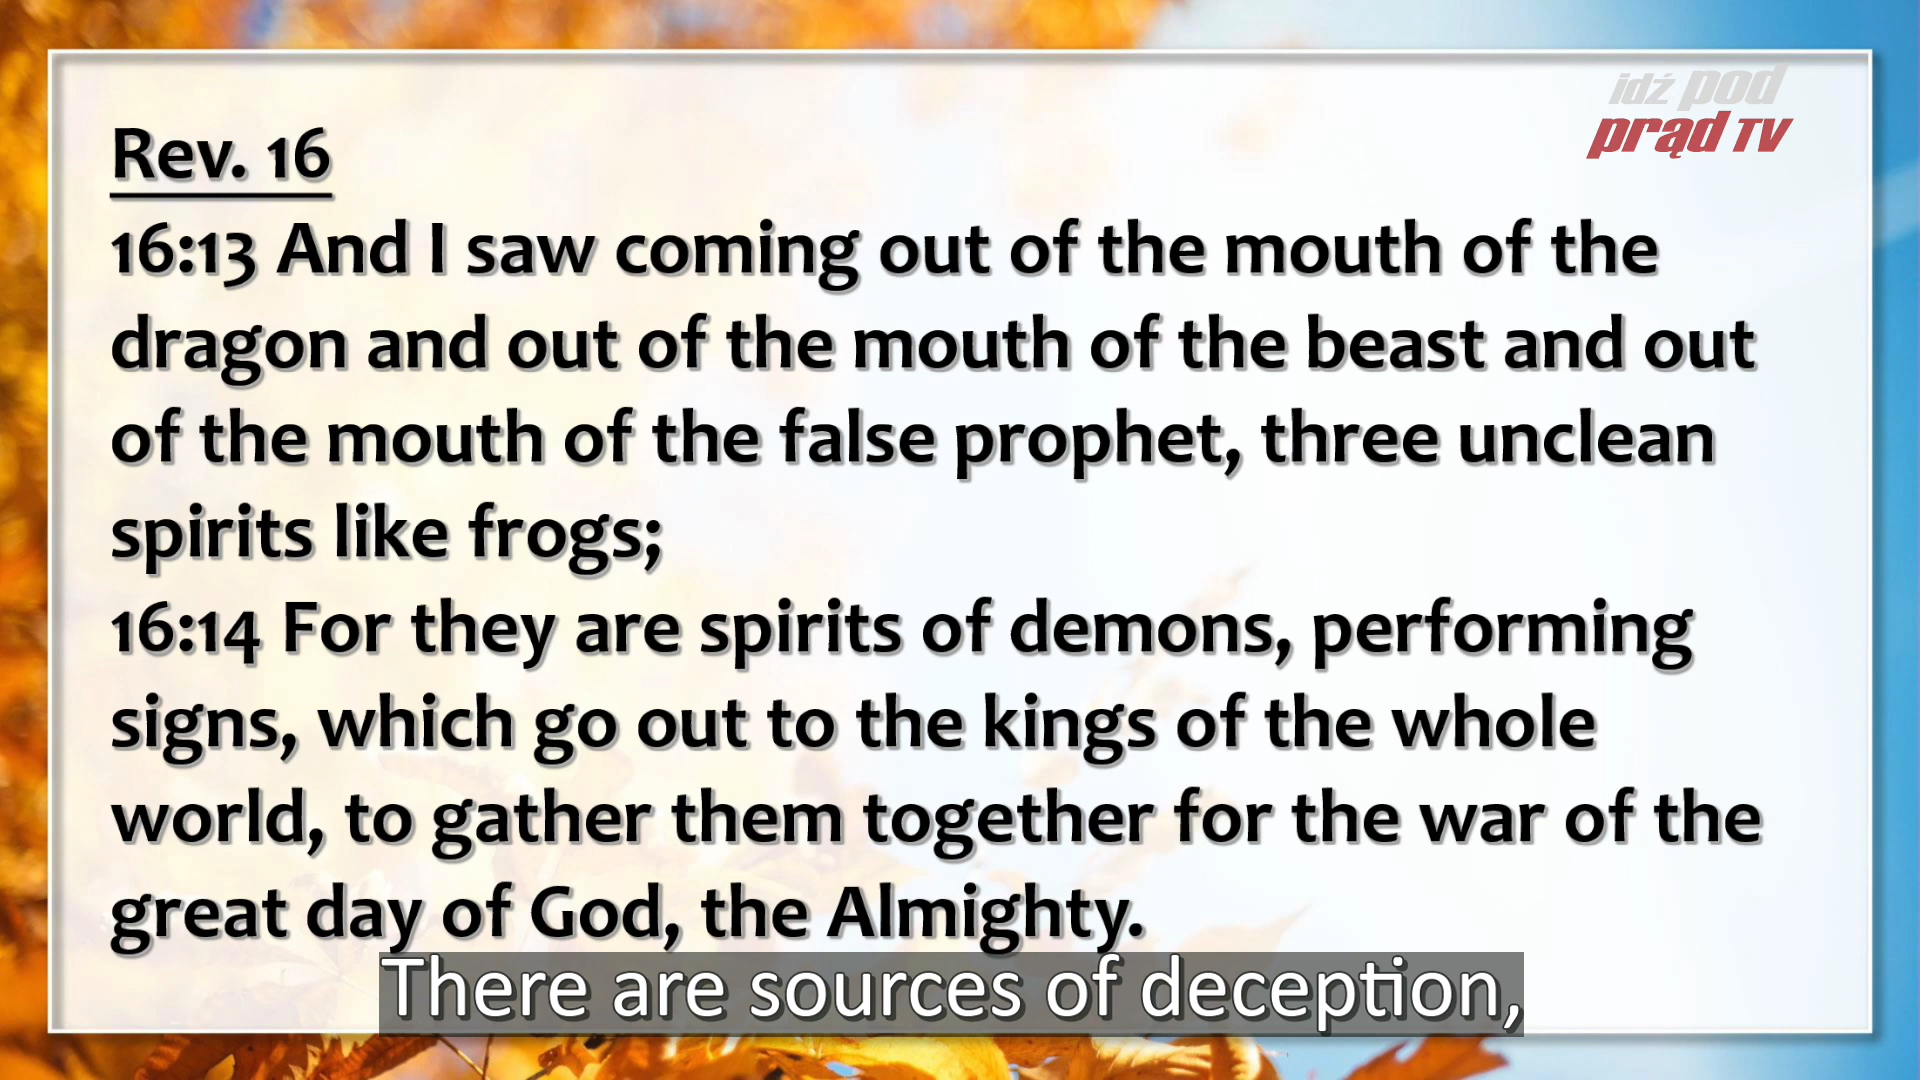 idź pod
prąd TV
Rev. 16
16:13 And I saw coming out of the mouth of the
dragon and out of the mouth of the beast and out
of the mouth of the false prophet, three unclean
spirits like frogs;
16:14 For they are spirits of demons, performing
signs, which go out to the kings of the whole
world, to gather them together for the war of the
great day of God, the Almighty.
There are sources of deception,